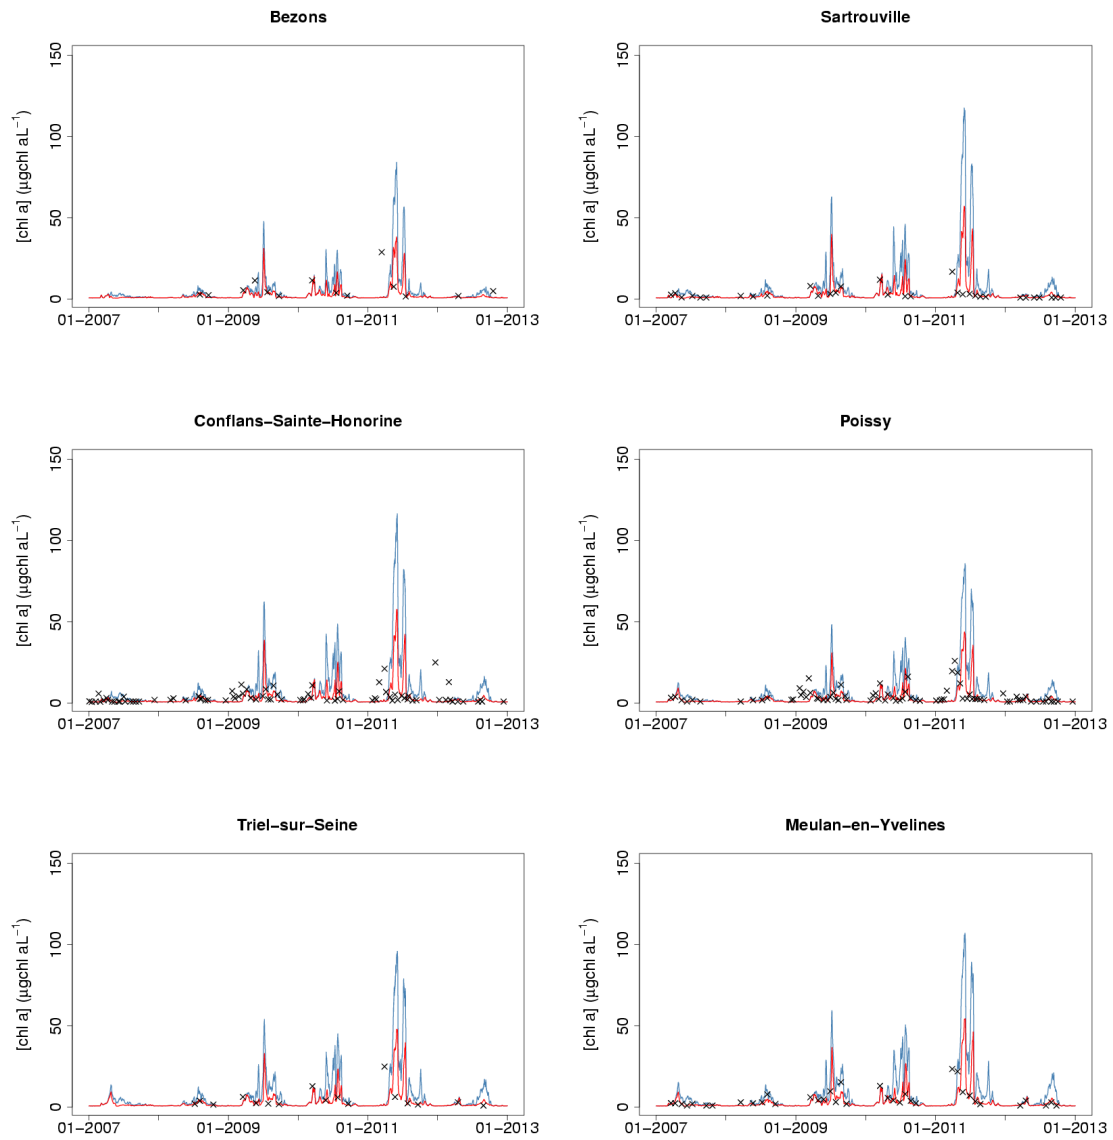 Bezons
Sartrouville
[chl a] (µgchl aL⁻¹)
0 50 100 150
01−2007 01−2009 01−2011 01−2013
[chl a] (µgchl aL⁻¹)
0 50 100 150
01−2007 01−2009 01−2011 01−2013
Conflans−Sainte−Honorine
Poissy
[chl a] (µgchl aL⁻¹)
0 50 100 150
01−2007 01−2009 01−2011 01−2013
[chl a] (µgchl aL⁻¹)
0 50 100 150
01−2007 01−2009 01−2011 01−2013
Triel−sur−Seine
Meulan−en−Yvelines
[chl a] (µgchl aL⁻¹)
0 50 100 150
01−2007 01−2009 01−2011 01−2013
[chl a] (µgchl aL⁻¹)
0 50 100 150
01−2007 01−2009 01−2011 01−2013